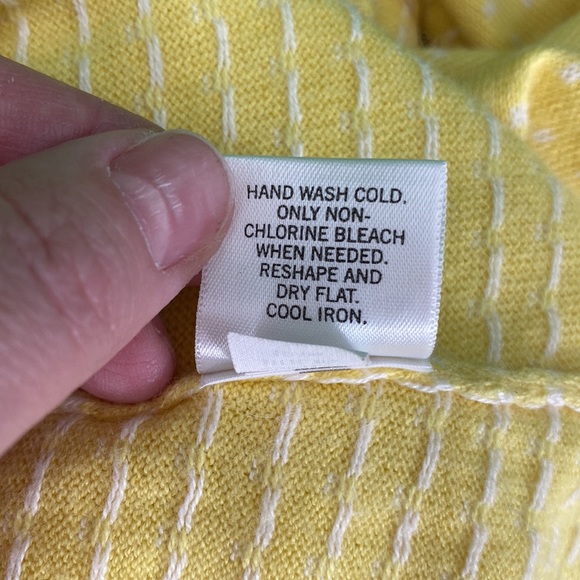 HAND WASH COLD.
ONLY NON-
CHLORINE BLEACH
WHEN NEEDED.
RESHAPE AND
DRY FLAT.
COOL IRON.